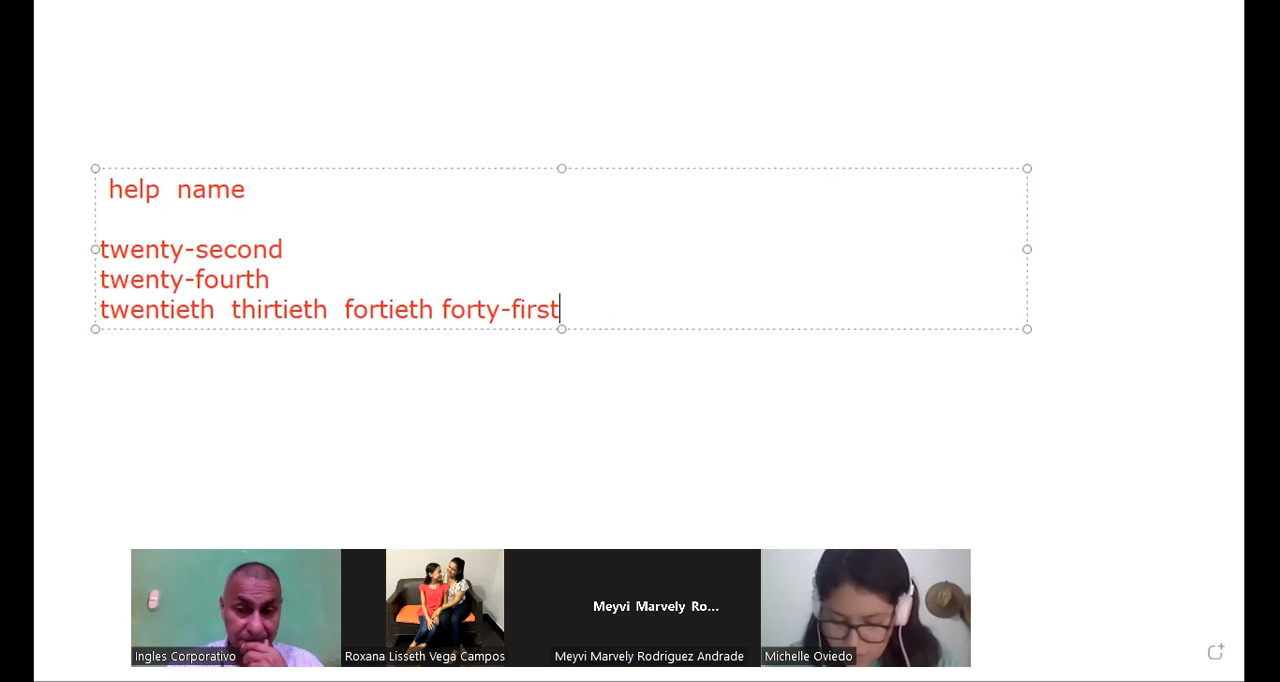 help name
twenty-second
twenty-fourth
twentieth thirtieth fortieth forty-first
Meyvi Marvely Ro...
Ingles Corporativo
Roxana Lisseth Vega Campos
Meyvi Marvely Rodriguez Andrade
Michelle Oviedo